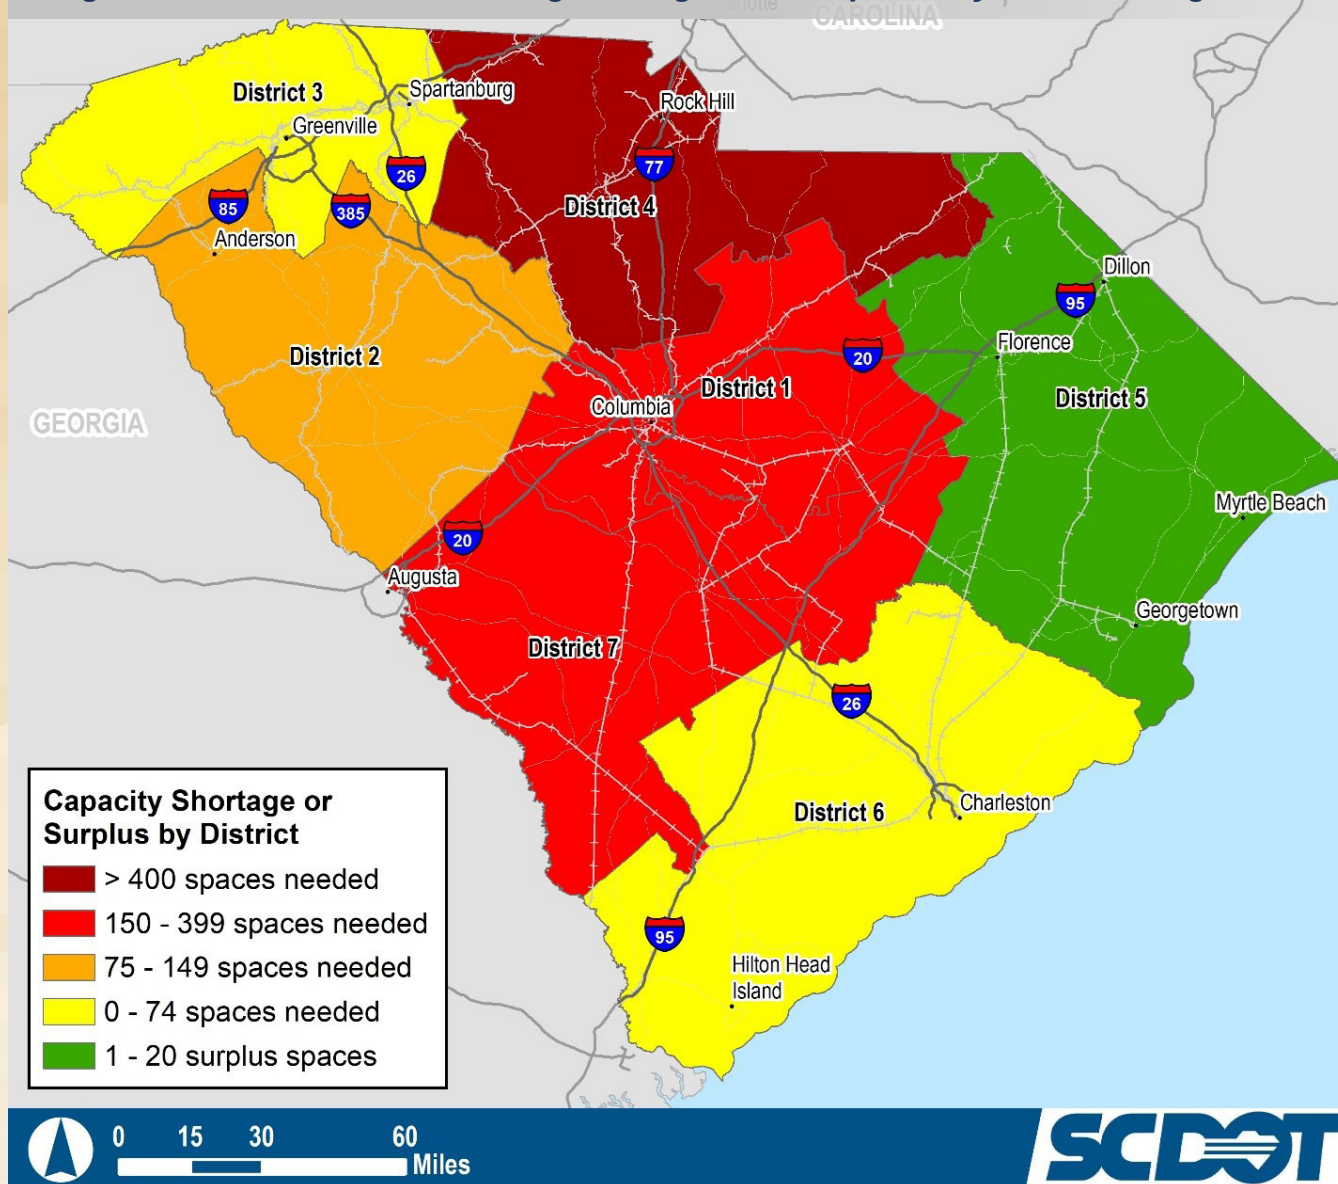 CAROLINA
District 3
Spartanburg
Greenville
Rock Hill
26
77
85
385
District 4
Anderson
Dillon
95
Florence
District 2
20
District 1
District 5
Columbia
GEORGIA
Myrtle Beach
20
Augusta
Georgetown
District 7
26
District 6
Charleston
95
Hilton Head
Island
Capacity Shortage or
Surplus by District
> 400 spaces needed
150 - 399 spaces needed
75 - 149 spaces needed
0 - 74 spaces needed
1 - 20 surplus spaces
0 15 30 60
Miles
SCDOT